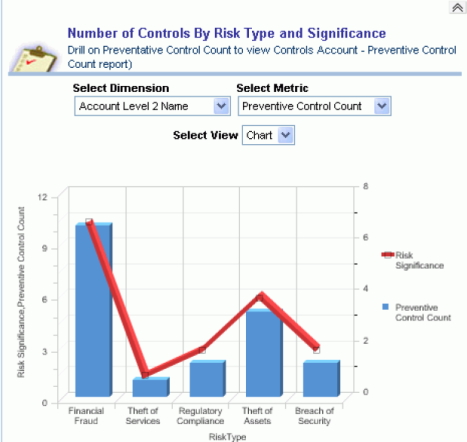 Number of Controls By Risk Type and Significance
Drill on Preventative Control Count to view Controls Account - Preventive Control
Count report)
Select Dimension
Select Metric
Account Level 2 Name
Preventive Control Count
Select View Chart
12
9
6
3
0
Risk Significance,Preventive Control Count
8
6
4
2
0
Risk
Significance
Preventive
Control Count
Financial
Fraud
Theft of
Services
Regulatory
Compliance
Theft of
Assets
Breach of
Security
RiskType